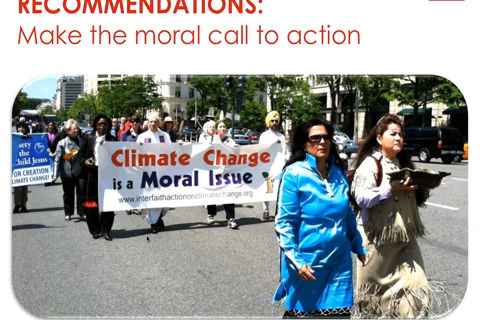 RECOMMENDATIONS:
Make the moral call to action
Climate Change
is a Moral Issue
www.interfaithactiononclimatechange.org
Child Jesus
OR CREATION
CLIMATE CHANGE!